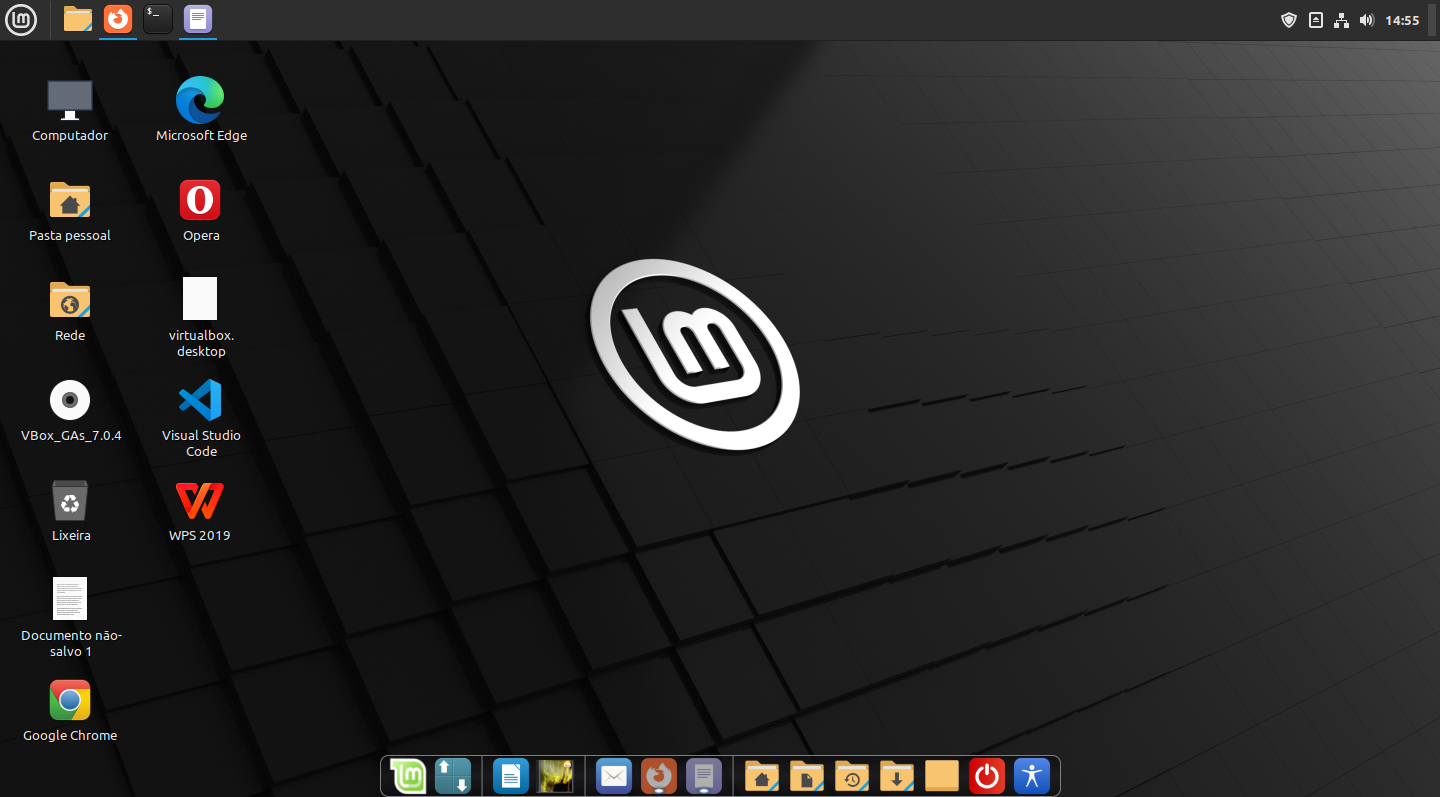 14:55
Computador
Microsoft Edge
Pasta pessoal
Opera
Rede
virtualbox.
desktop
VBox_GAs_7.0.4
Visual Studio
Code
Lixeira
WPS 2019
Documento não-
salvo 1
Google Chrome